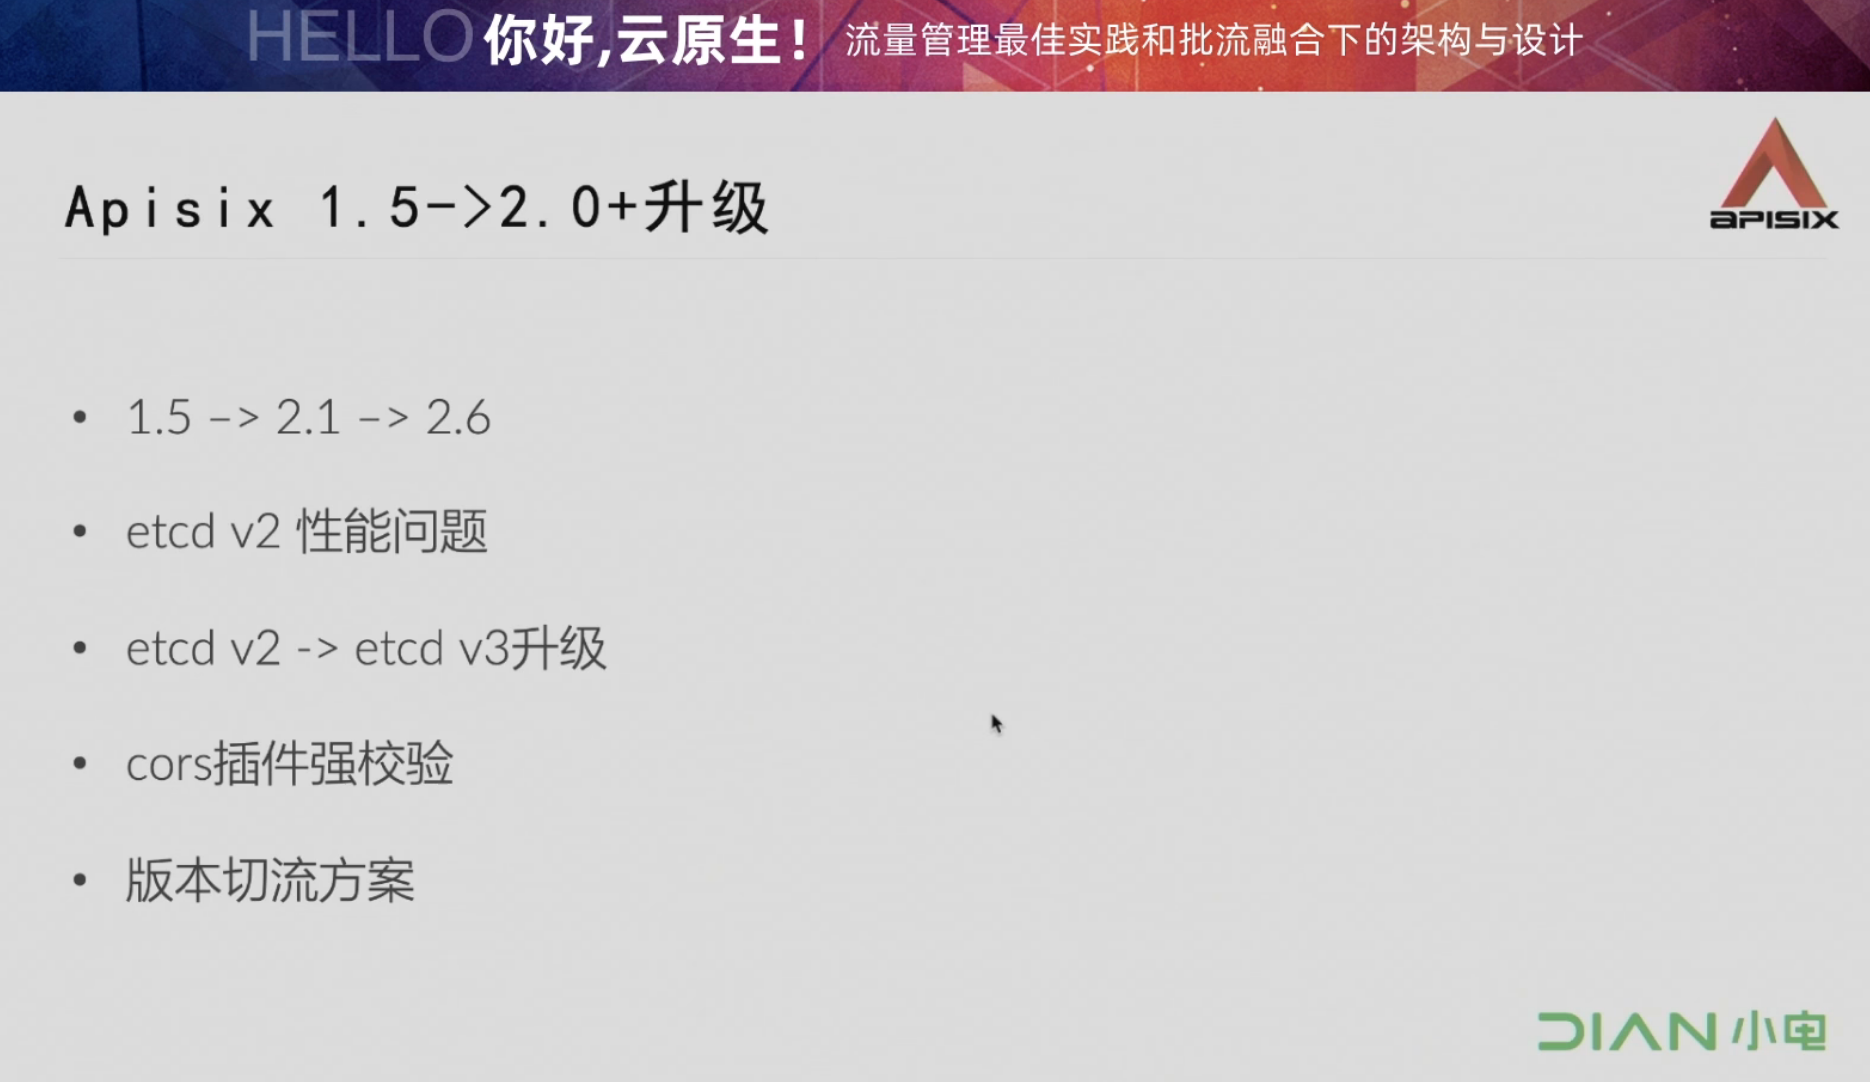 HELLO 你好,云原生! 流量管理最佳实践和批流融合下的架构与设计
APISIX
Apisix 1.5->2.0+升级
• 1.5 –> 2.1 –> 2.6
• etcd v2 性能问题
• etcd v2 -> etcd v3升级
• cors插件强校验
• 版本切流方案
DIAN 小电